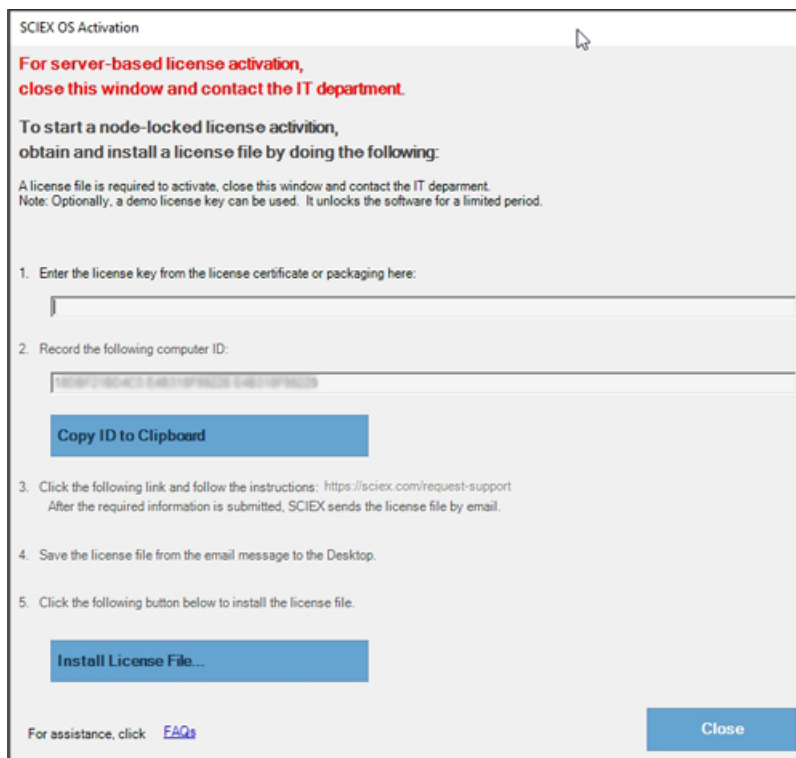 SCIEX OS Activation
For server-based license activation,
close this window and contact the IT department.
To start a node-locked license activition,
obtain and install a license file by doing the following:
A license file is required to activate, close this window and contact the IT deparment.
Note: Optionally, a demo license key can be used. It unlocks the software for a limited period.
1. Enter the license key from the license certificate or packaging here:
2. Record the following computer ID:
Copy ID to Clipboard
3. Click the following link and follow the instructions: https://sciex.com/request-support
After the required information is submitted, SCIEX sends the license file by email.
4. Save the license file from the email message to the Desktop.
5. Click the following button below to install the license file.
Install License File...
For assistance, click FAQs
Close